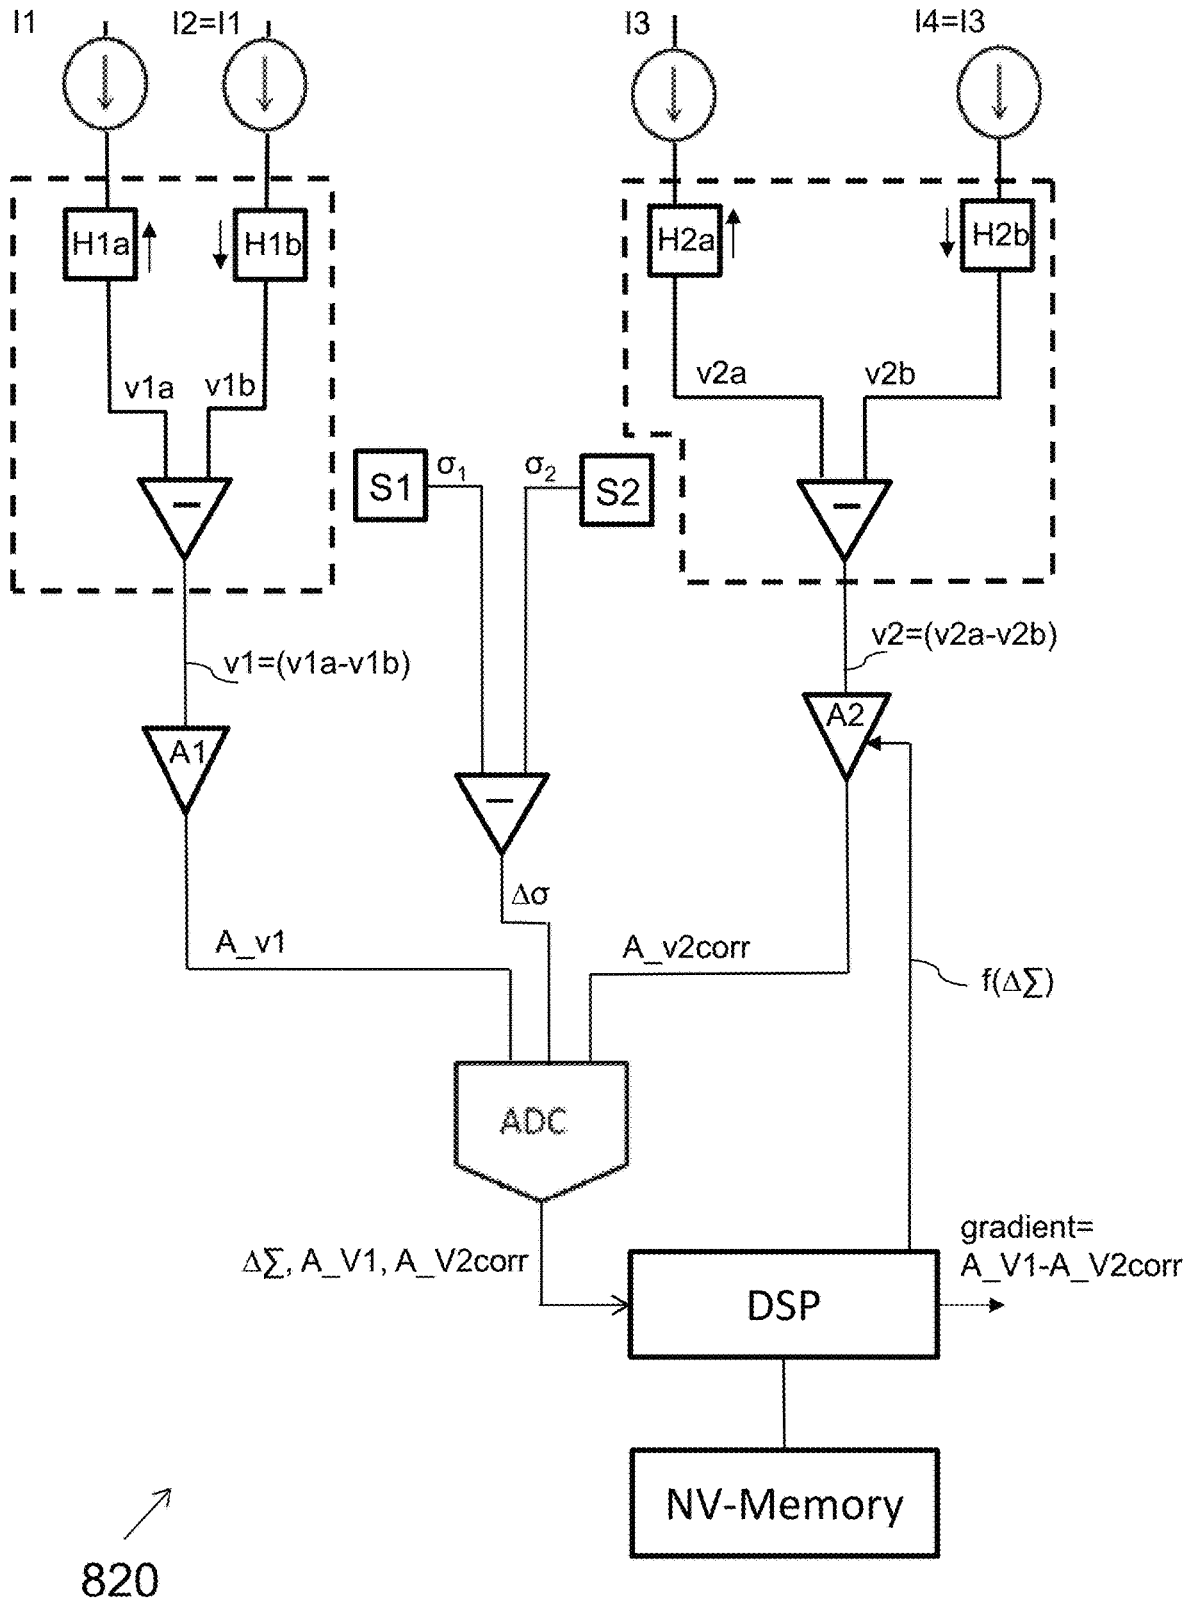 I1
I2=I1
I3
I4=I3
H1a
H1b
H2a
H2b
v1a
v1b
v2a
v2b
−
S1
σ₁
σ₂
S2
−
v1=(v1a-v1b)
v2=(v2a-v2b)
A1
A2
−
Δσ
A_v1
A_v2corr
f(Δ∑)
ADC
Δ∑, A_V1, A_V2corr
gradient=
A_V1-A_V2corr
DSP
NV-Memory
820